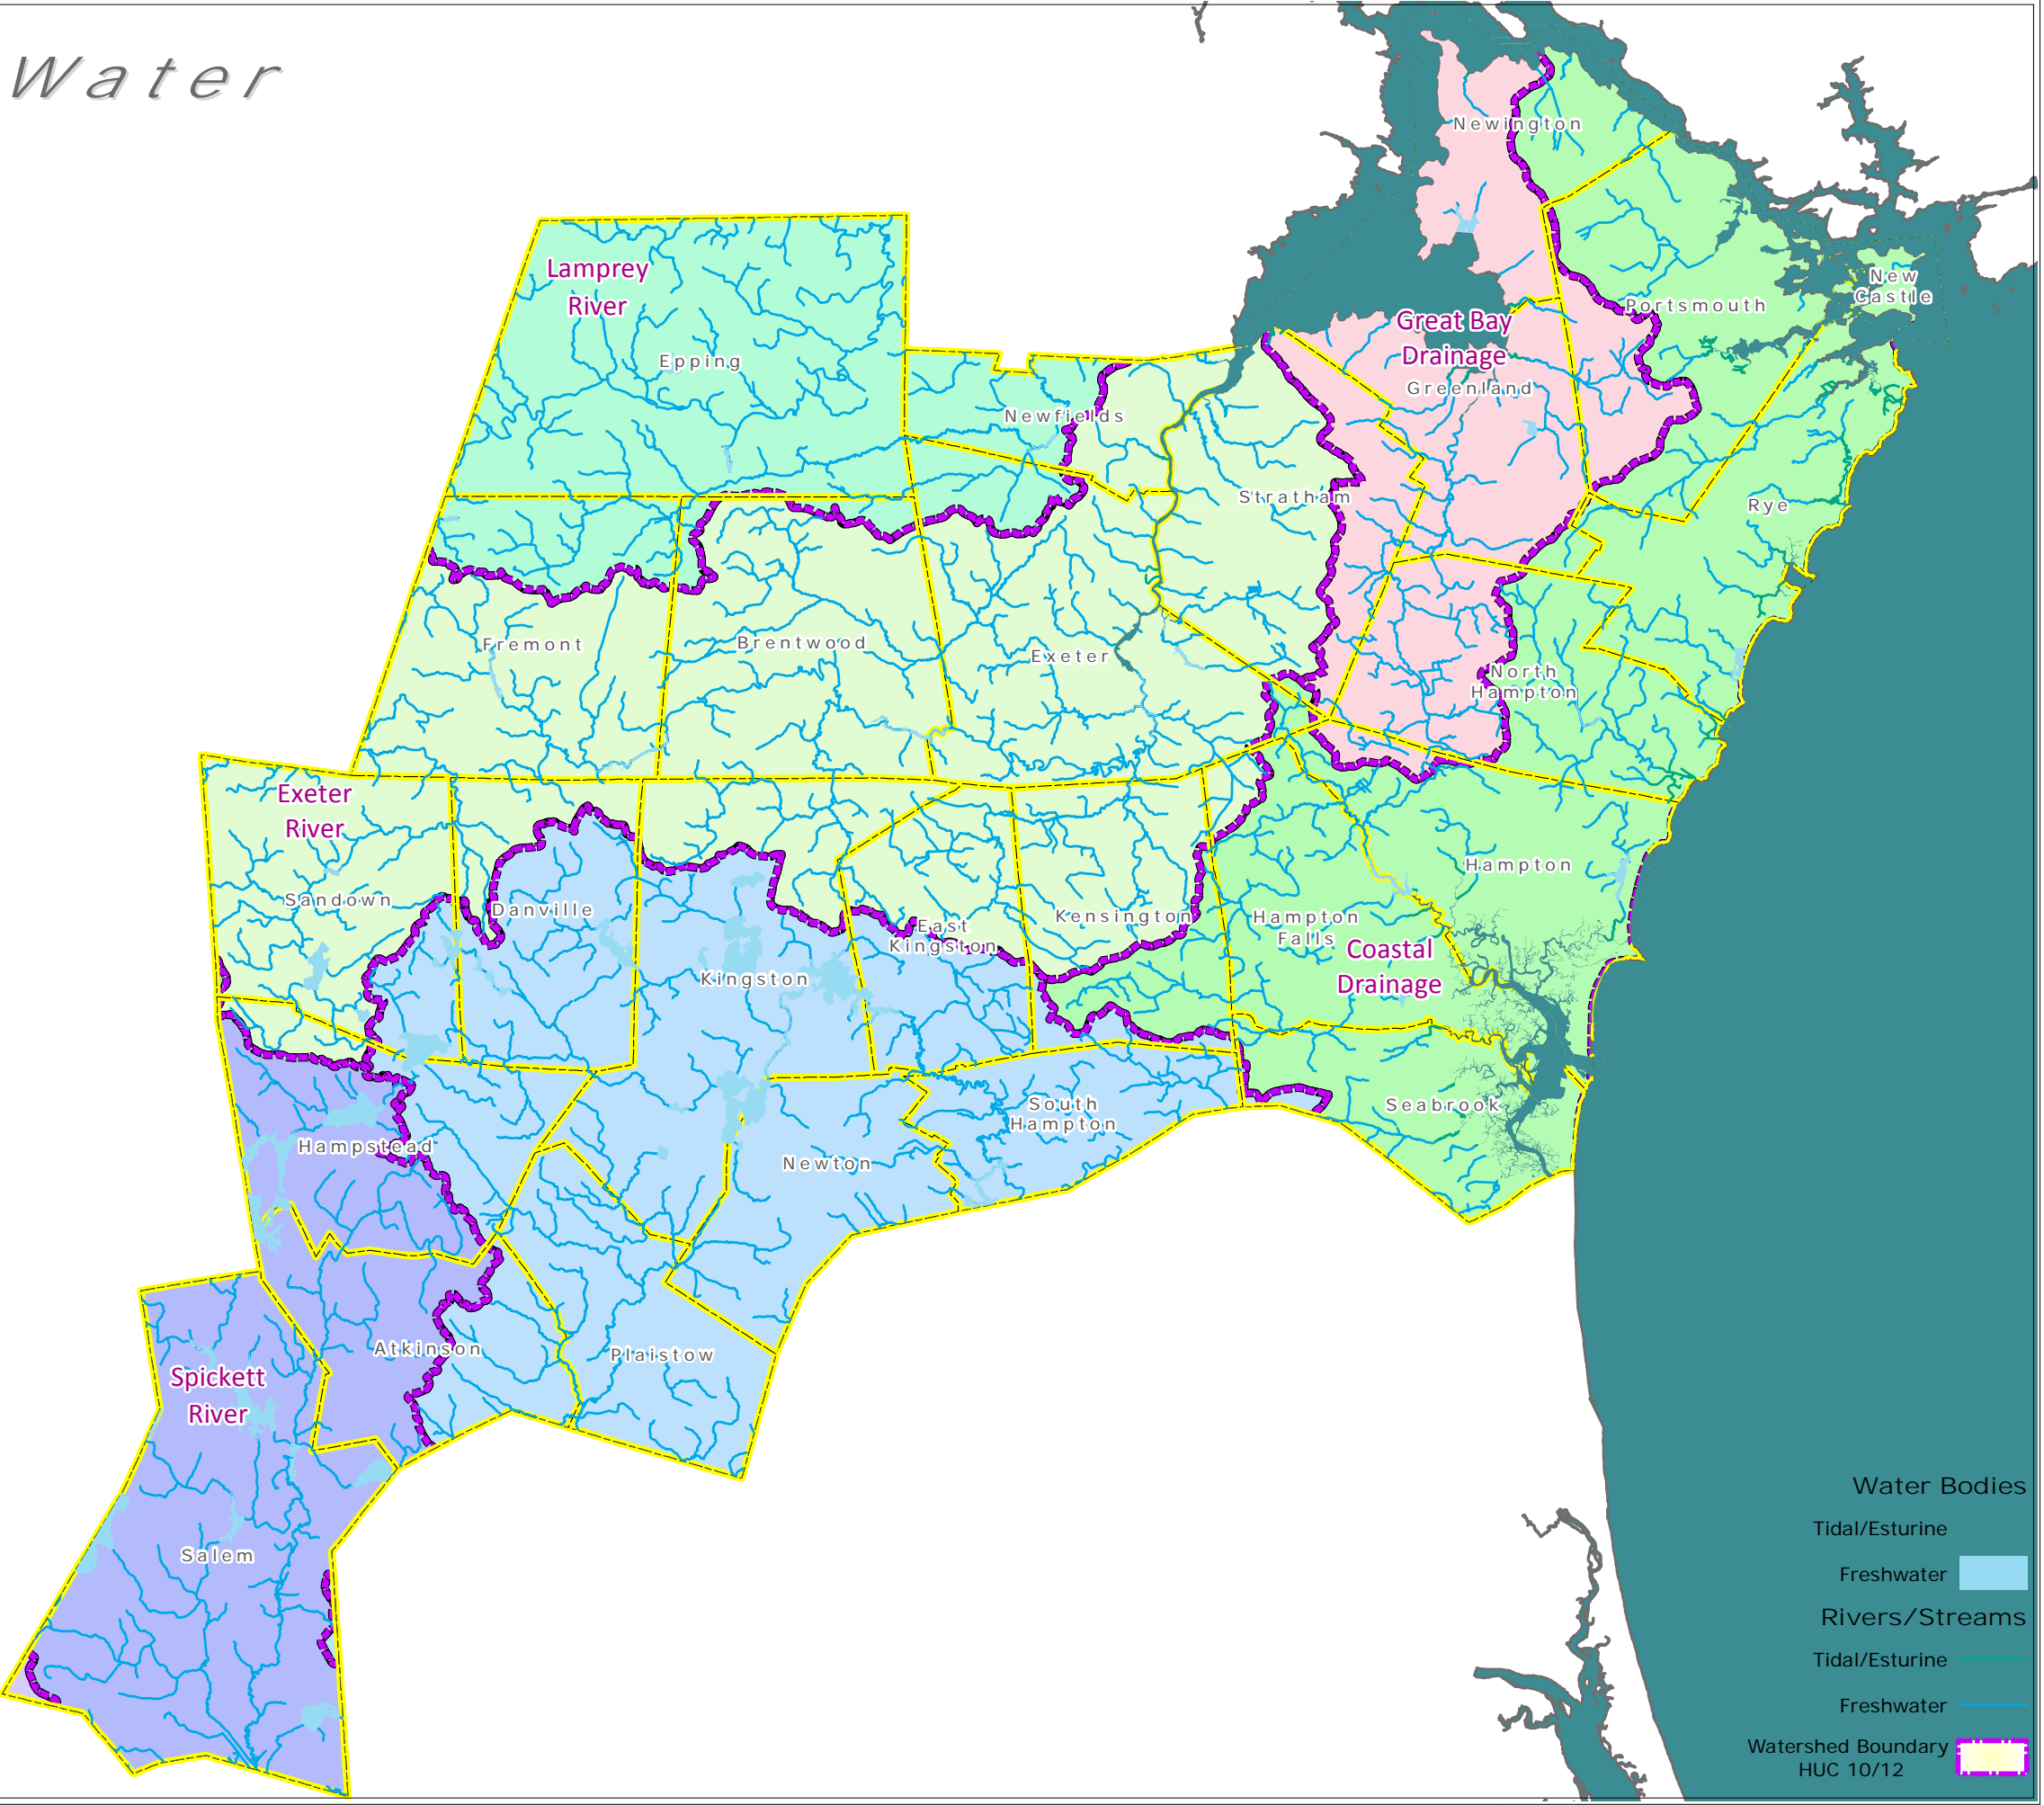 Water
Newington
New
Castle
Portsmouth
Lamprey
River
Great Bay
Drainage
Epping
Greenland
Newfields
Stratham
Rye
Fremont
Brentwood
Exeter
North
Hampton
Exeter
River
Hampton
Sandown
Danville
Kensington
Hampton
Falls
East
Kingston
Coastal
Drainage
Kingston
South
Hampton
Seabrook
Hampstead
Newton
Atkinson
Plaistow
Spickett
River
Salem
Water Bodies
Tidal/Esturine
Freshwater
Rivers/Streams
Tidal/Esturine
Freshwater
Watershed Boundary
HUC 10/12